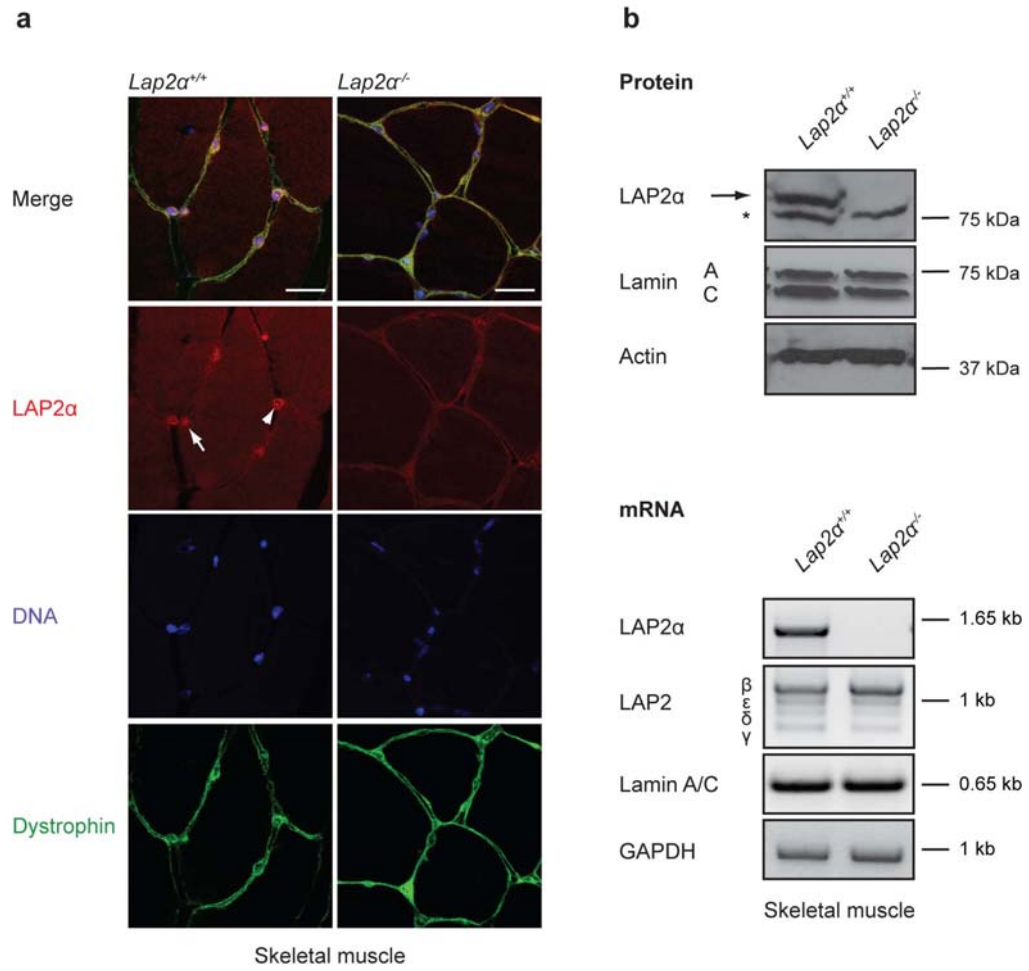 a
Lap2α+/+
Lap2α-/-
Merge
LAP2α
DNA
Dystrophin
Skeletal muscle
b
Protein
Lap2α+/+
Lap2α-/-
LAP2α
*
75 kDa
Lamin
A
C
75 kDa
Actin
37 kDa
mRNA
Lap2α+/+
Lap2α-/-
LAP2α
1.65 kb
LAP2
β
ε
δ
γ
1 kb
Lamin A/C
0.65 kb
GAPDH
1 kb
Skeletal muscle